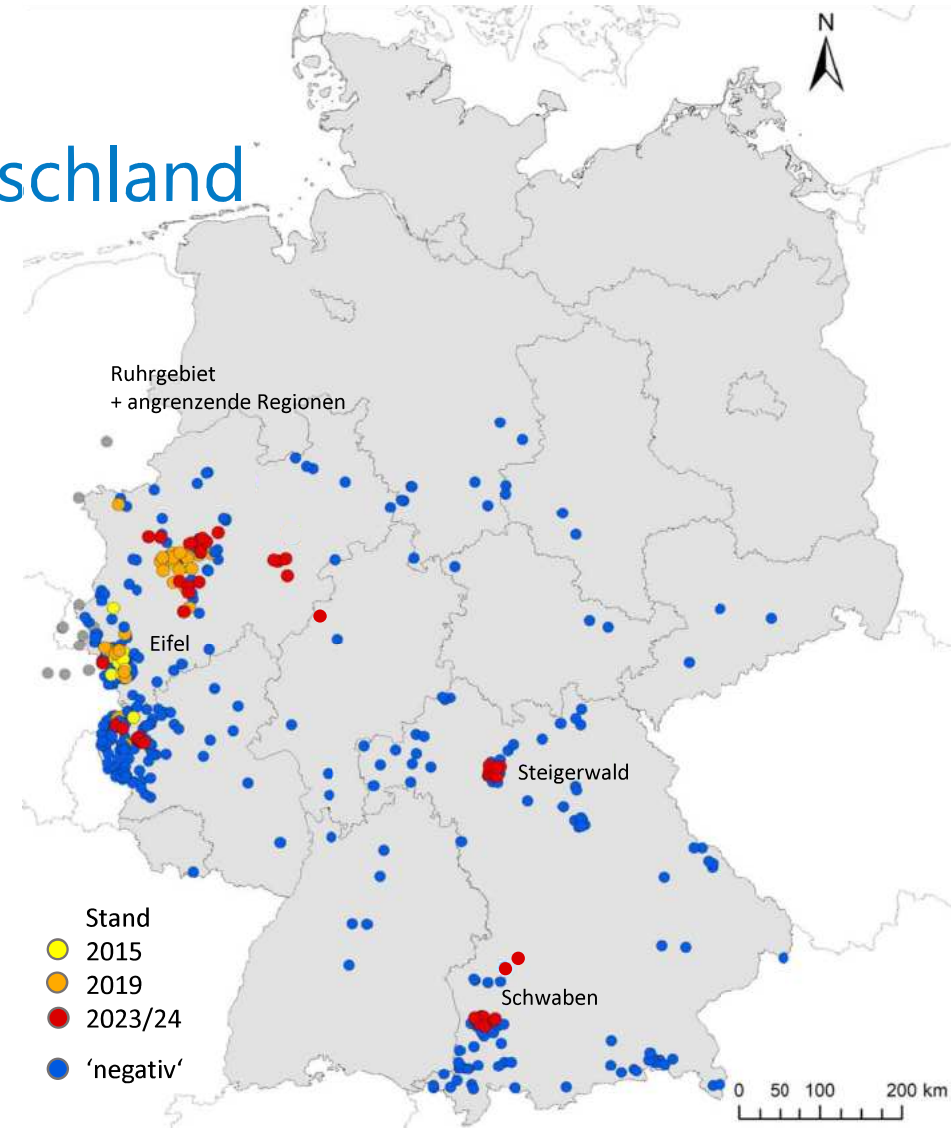 N
schland
Ruhrgebiet
+ angrenzende Regionen
Eifel
Steigerwald
Schwaben
Stand
2015
2019
2023/24
‘negativ‘
0 50 100 200 km